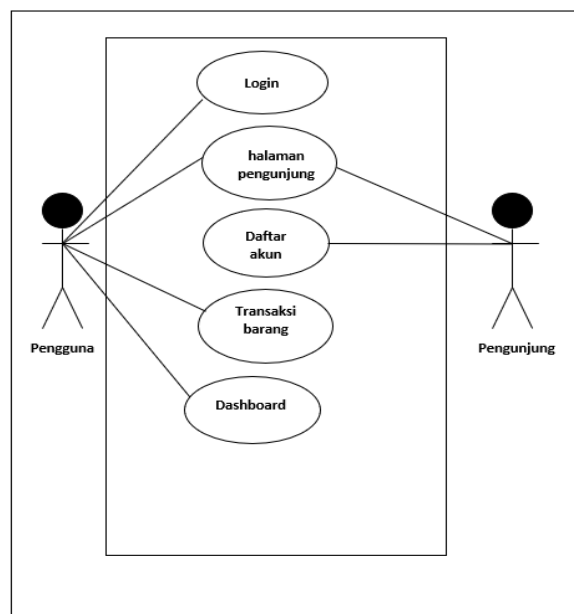 Login
halaman
pengunjung
Daftar
akun
Transaksi
barang
Pengguna
Pengunjung
Dashboard